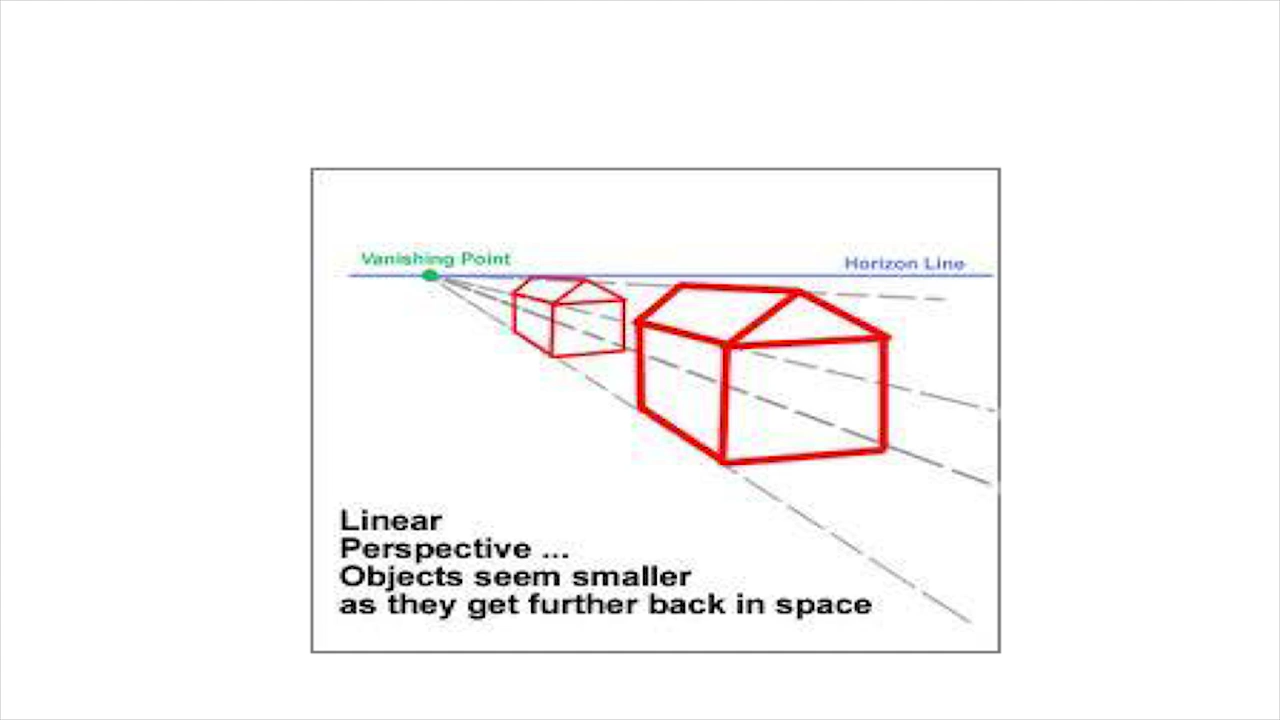 Vanishing Point
Horizon Line
Linear
Perspective ...
Objects seem smaller
as they get further back in space